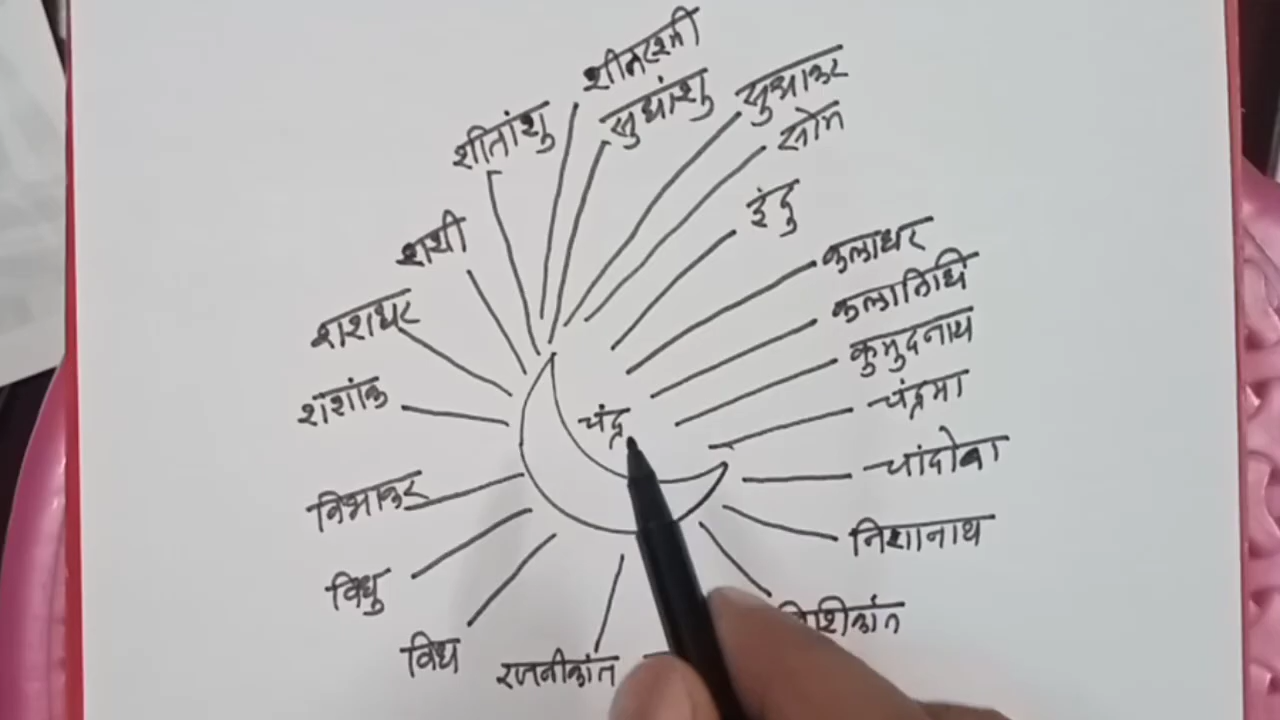 शीतरश्मी
सुधांशु
सुधाकर
सोम
शीतांशु
इंदु
शशी
कलाधर
कलानिधि
शशधर
कुमुदनाथ
चंद्रमा
शशांक
चंद्र
चांदोबा
विभाकर
निशानाथ
विधु
विध
रजनीकांत